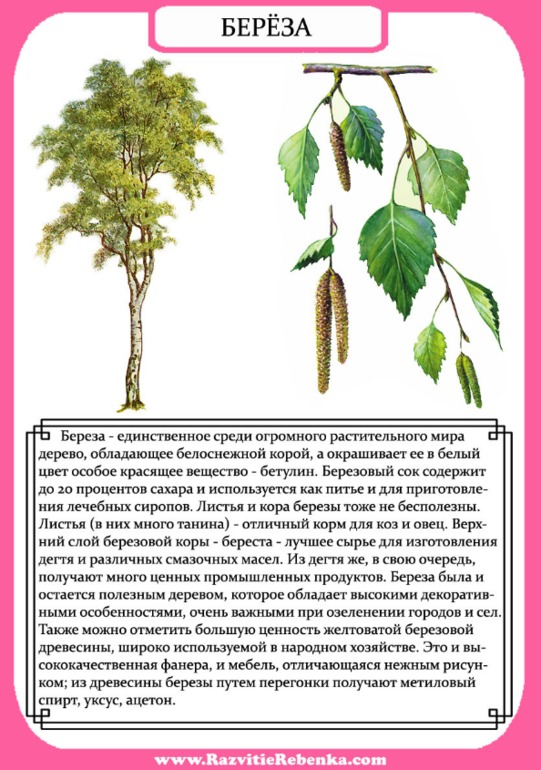 БЕРЁЗА
Береза - единственное среди огромного растительного мира
дерево, обладающее белоснежной корой, а окрашивает ее в белый
цвет особое красящее вещество - бетулин. Березовый сок содержит
до 20 процентов сахара и используется как питье и для приготовле-
ния лечебных сиропов. Листья и кора березы тоже не бесполезны.
Листья (в них много танина) - отличный корм для коз и овец. Верх-
ний слой березовой коры - береста - лучшее сырье для изготовления
дегтя и различных смазочных масел. Из дегтя же, в свою очередь,
получают много ценных промышленных продуктов. Береза была и
остается полезным деревом, которое обладает высокими декоратив-
ными особенностями, очень важными при озеленении городов и сел.
Также можно отметить большую ценность желтоватой березовой
древесины, широко используемой в народном хозяйстве. Это и вы-
сококачественная фанера, и мебель, отличающаяся нежным рисун-
ком; из древесины березы путем перегонки получают метиловый
спирт, уксус, ацетон.
www.RazvitieRebenka.com